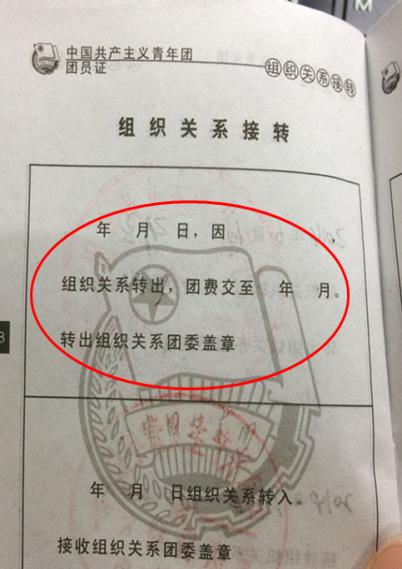 中国共产主义青年团
团员证
组织关系接转
组织关系接转
年 月 日，因
组织关系转出，团费交至 年 月。
转出组织关系团委盖章
年 月 日组织关系转入。
接收组织关系团委盖章